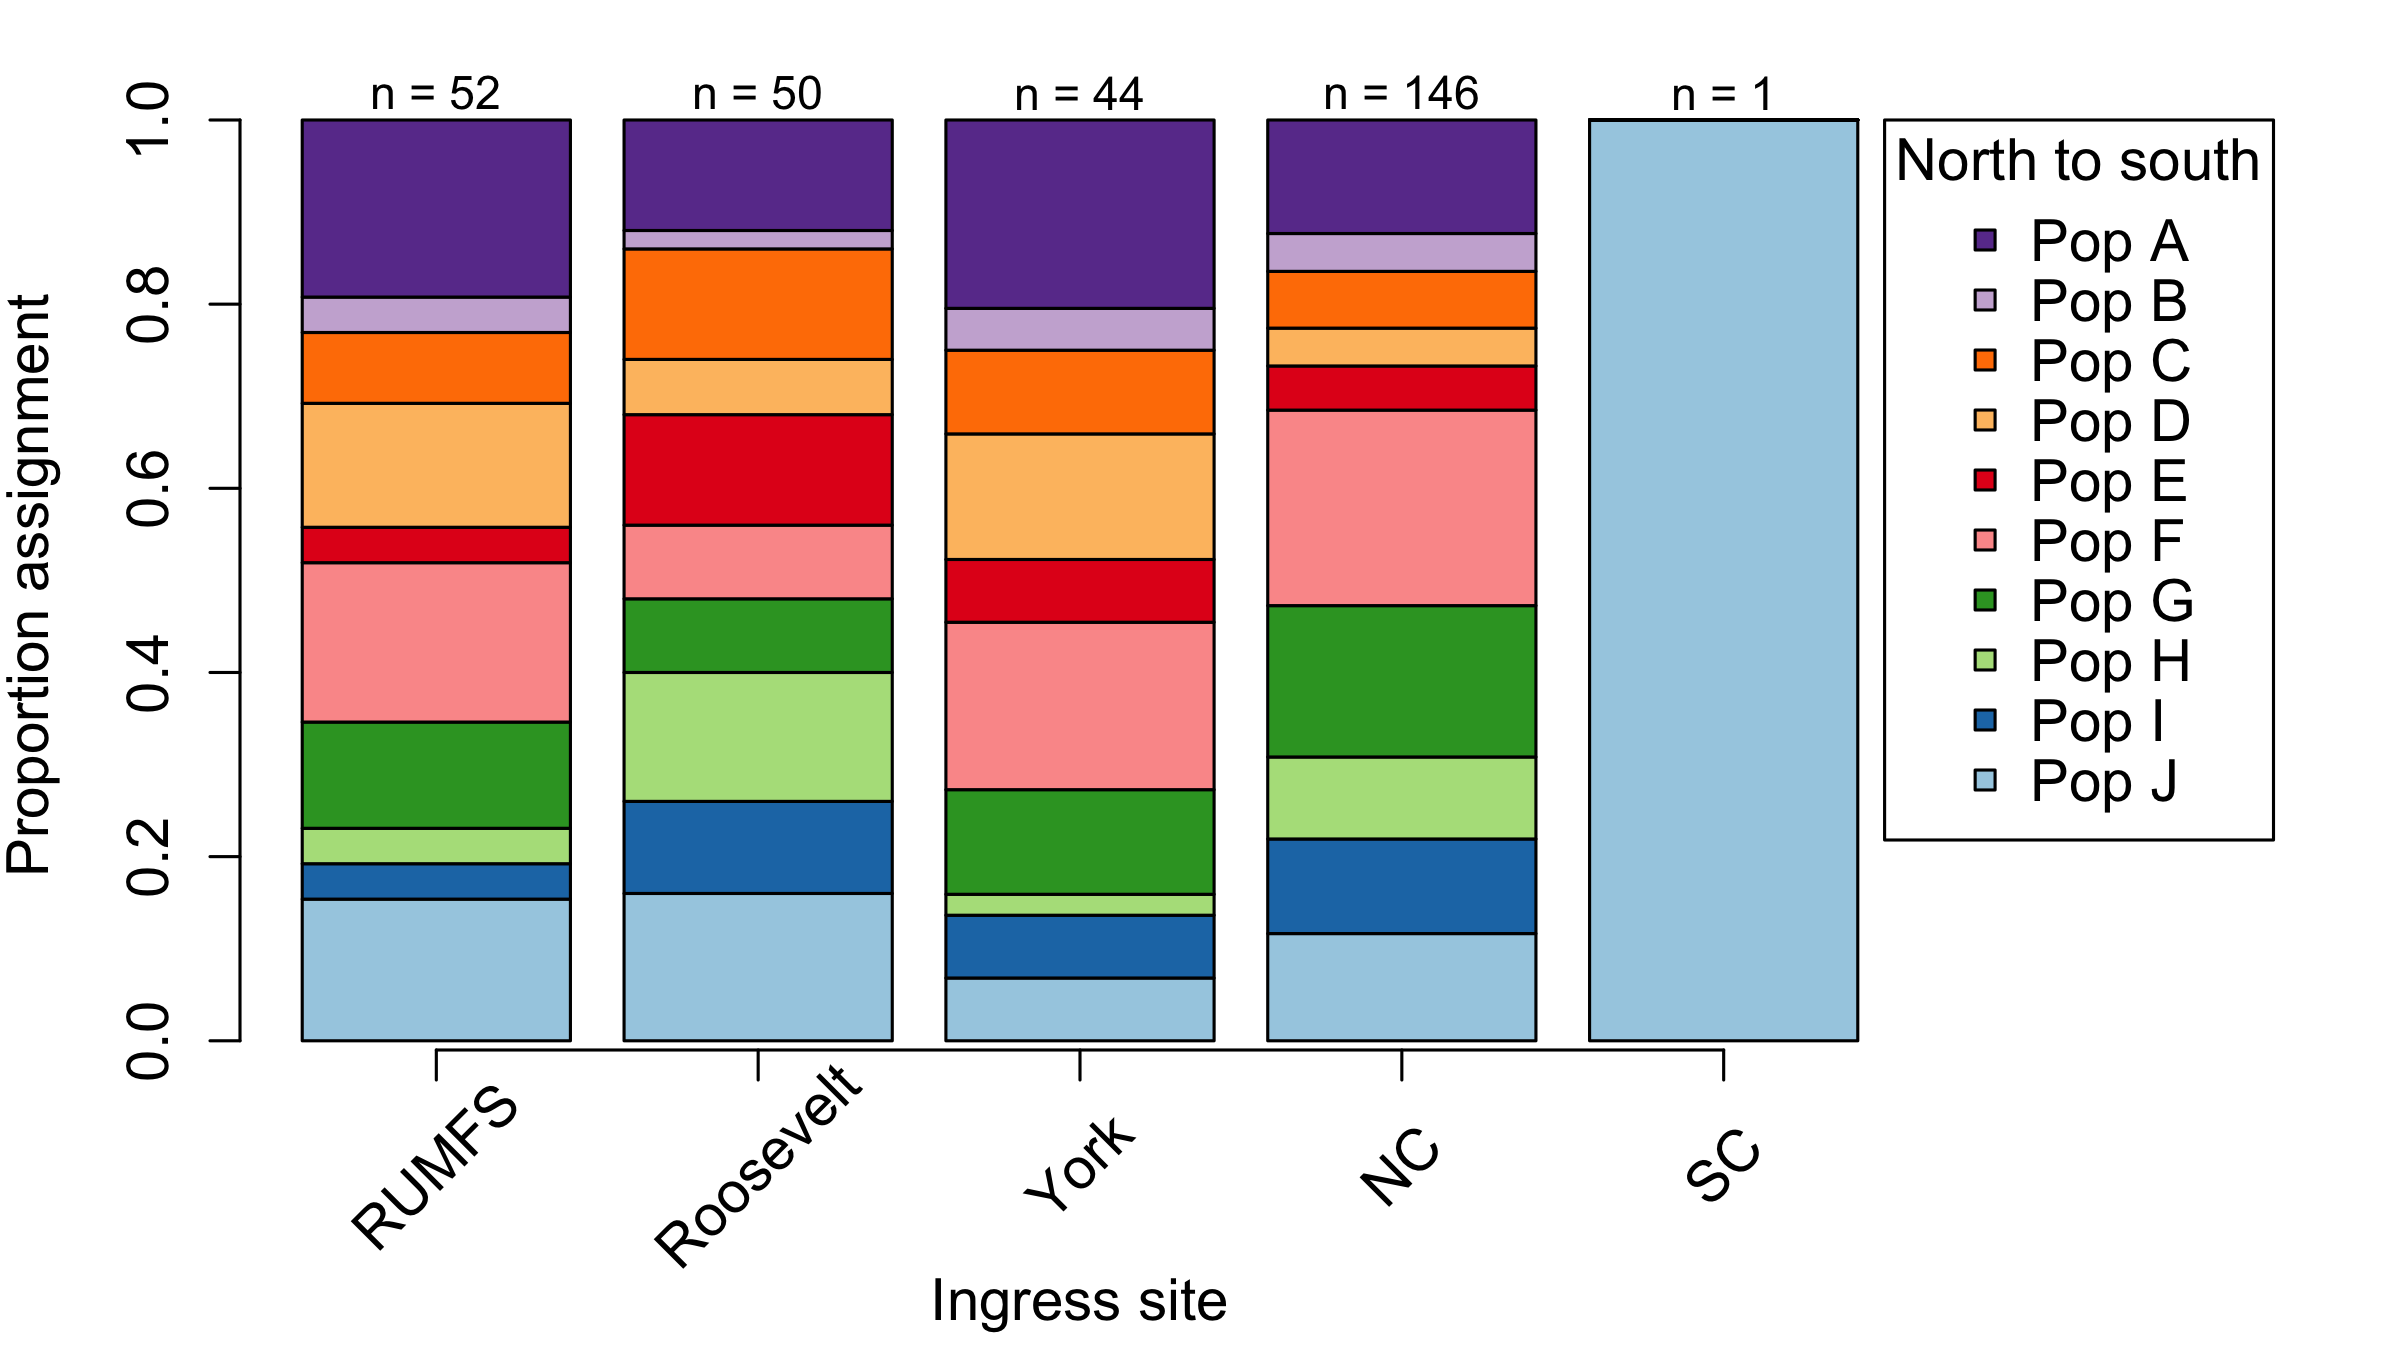 n = 52
n = 50
n = 44
n = 146
n = 1
Proportion assignment
1.0
0.8
0.6
0.4
0.2
0.0
North to south
Pop A
Pop B
Pop C
Pop D
Pop E
Pop F
Pop G
Pop H
Pop I
Pop J
RUMFS
Roosevelt
York
NC
SC
Ingress site